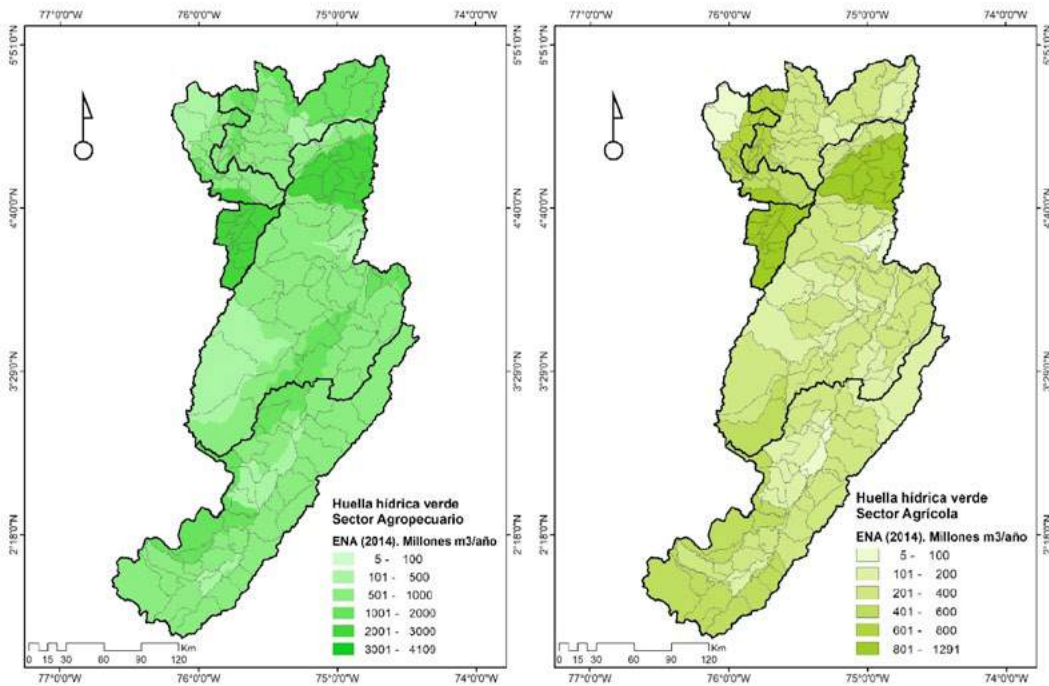 77°0'0"W 76°0'0"W 75°0'0"W 74°0'0"W
5°51'0"N
4°40'0"N
3°29'0"N
2°18'0"N
Huella hídrica verde
Sector Agropecuario
ENA (2014). Millones m3/año
5 - 100
101 - 500
501 - 1000
1001 - 2000
2001 - 3000
3001 - 4109
Km
0 15 30 60 90 120
77°0'0"W 76°0'0"W 75°0'0"W 74°0'0"W
77°0'0"W 76°0'0"W 75°0'0"W 74°0'0"W
5°51'0"N
4°40'0"N
3°29'0"N
2°18'0"N
Huella hídrica verde
Sector Agrícola
ENA (2014). Millones m3/año
5 - 100
101 - 200
201 - 400
401 - 600
601 - 800
801 - 1291
Km
0 15 30 60 90 120
77°0'0"W 76°0'0"W 75°0'0"W 74°0'0"W